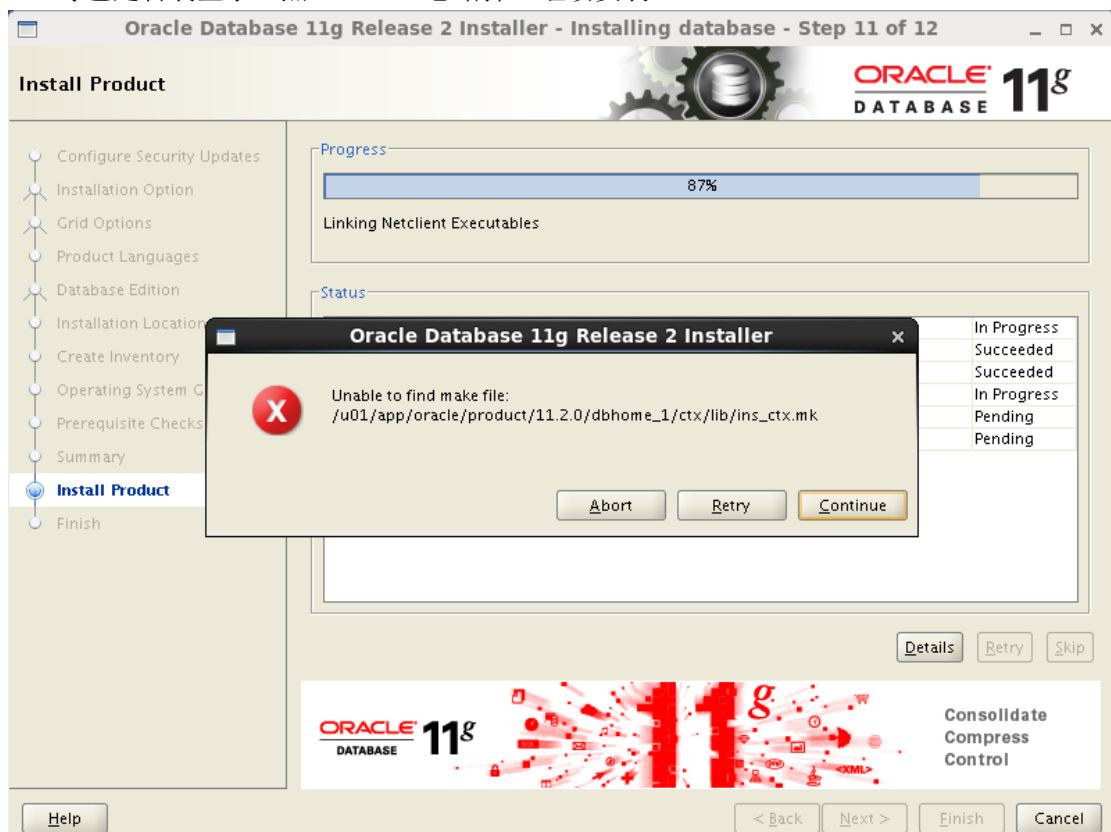 Oracle Database 11g Release 2 Installer - Installing database - Step 11 of 12
Install Product
ORACLE
DATABASE 11g
Configure Security Updates
Installation Option
Grid Options
Product Languages
Database Edition
Installation Location
Create Inventory
Operating System G
Prerequisite Checks
Summary
Install Product
Finish
Progress
87%
Linking Netclient Executables
Status
In Progress
Succeeded
Succeeded
In Progress
Pending
Pending
Oracle Database 11g Release 2 Installer
Unable to find make file:
/u01/app/oracle/product/11.2.0/dbhome_1/ctx/lib/ins_ctx.mk
Abort
Retry
Continue
Details
Retry
Skip
ORACLE
DATABASE 11g
11g
<XML>
Consolidate
Compress
Control
Help
< Back
Next >
Finish
Cancel